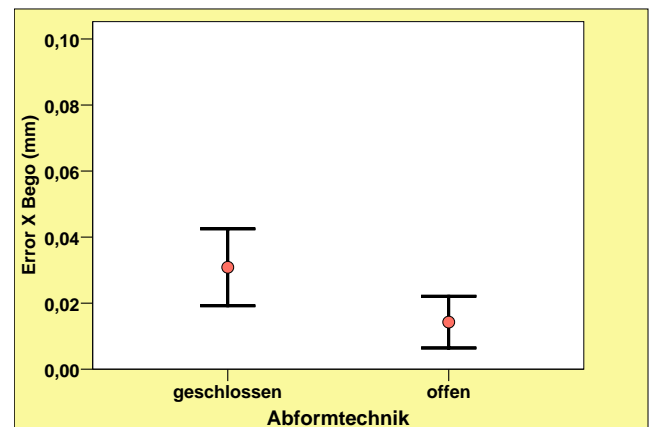 0,10
0,08
0,06
0,04
0,02
0,00
Error X Bego (mm)
geschlossen offen
Abformtechnik